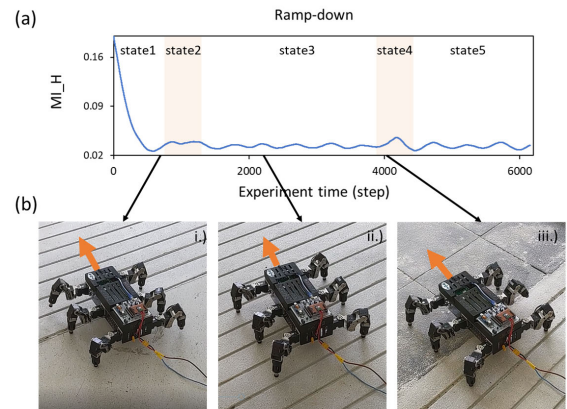 Ramp-down
(a)
state1 state2 state3 state4 state5
MI_H
0.16
0.09
0.02
0 2000 4000 6000
Experiment time (step)
(b)
i.) ii.) iii.)